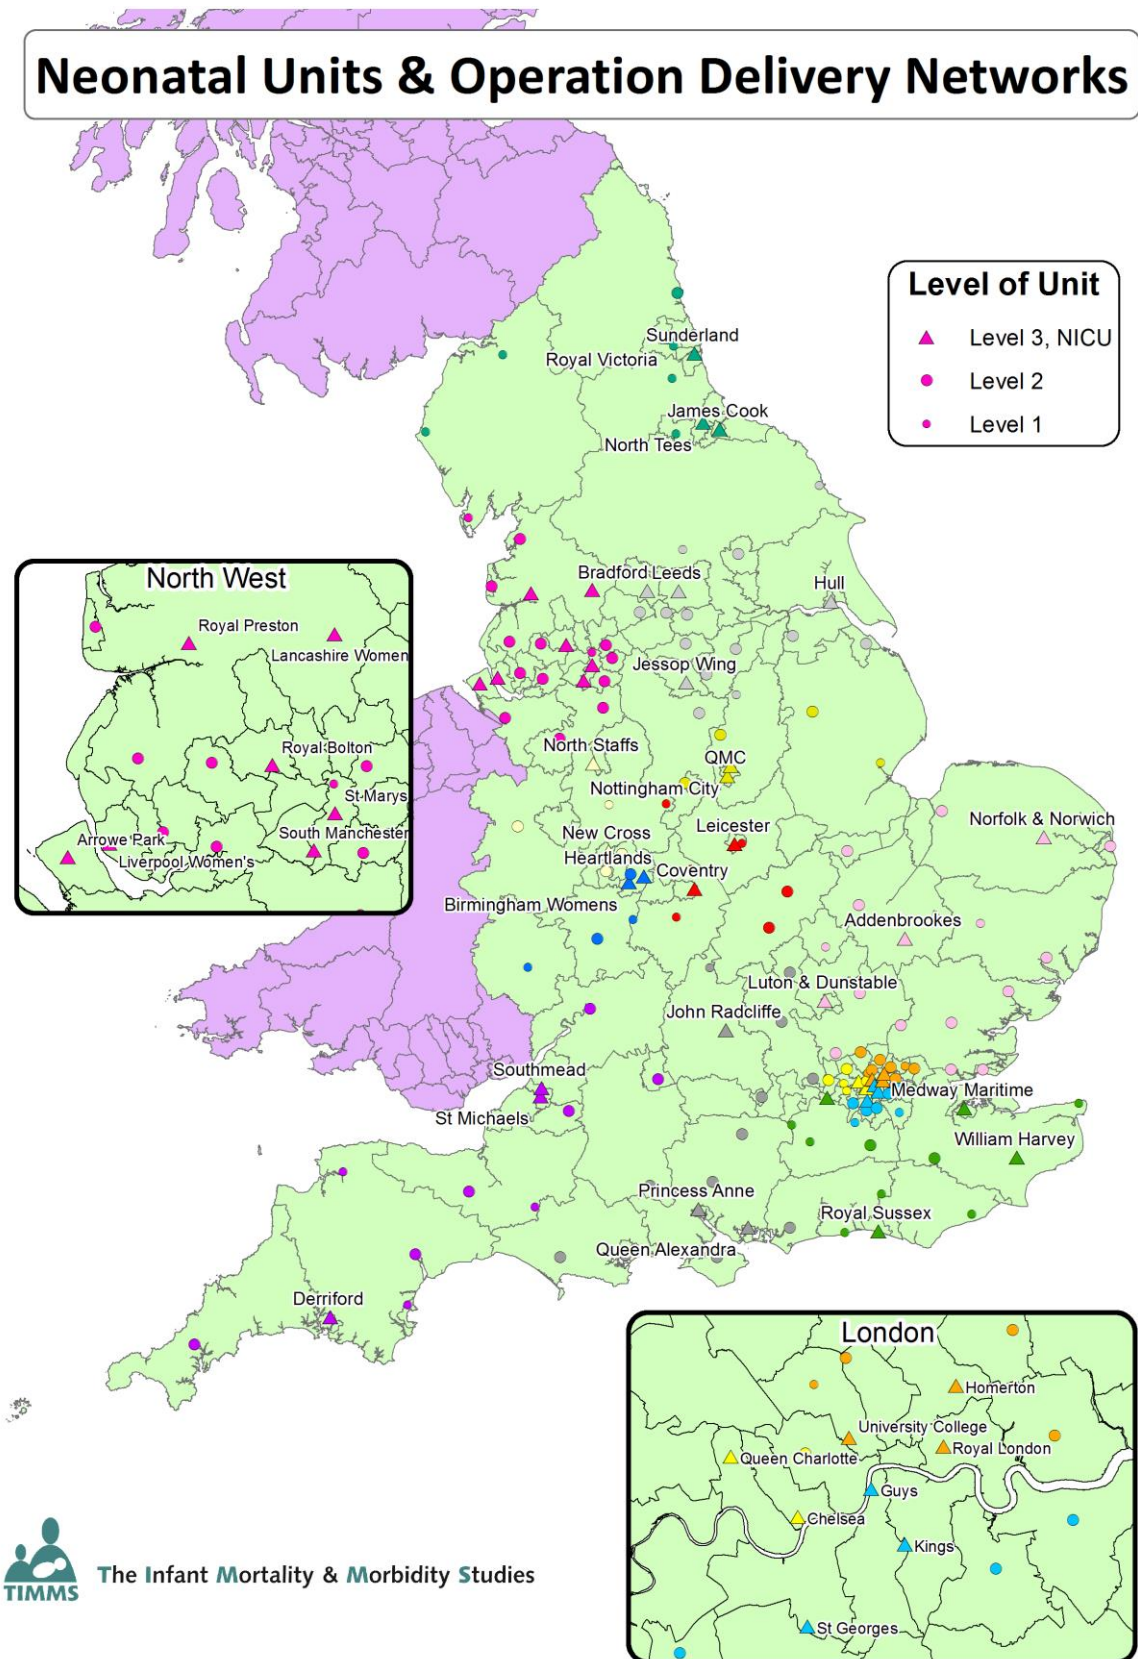 Neonatal Units & Operation Delivery Networks
Level of Unit
Level 3, NICU
Level 2
Level 1
Sunderland
Royal Victoria
James Cook
North Tees
Bradford
Leeds
Hull
Jessop Wing
North Staffs
QMC
Nottingham City
New Cross
Leicester
Heartlands
Coventry
Birmingham Womens
Norfolk & Norwich
Addenbrookes
Luton & Dunstable
John Radcliffe
Southmead
St Michaels
Medway Maritime
William Harvey
Princess Anne
Royal Sussex
Queen Alexandra
Derriford
North West
Royal Preston
Lancashire Women
Royal Bolton
St Marys
South Manchester
Arrowe Park
Liverpool Women's
London
Homerton
University College
Royal London
Queen Charlotte
Guys
Chelsea
Kings
St Georges
TIMMS
The Infant Mortality & Morbidity Studies